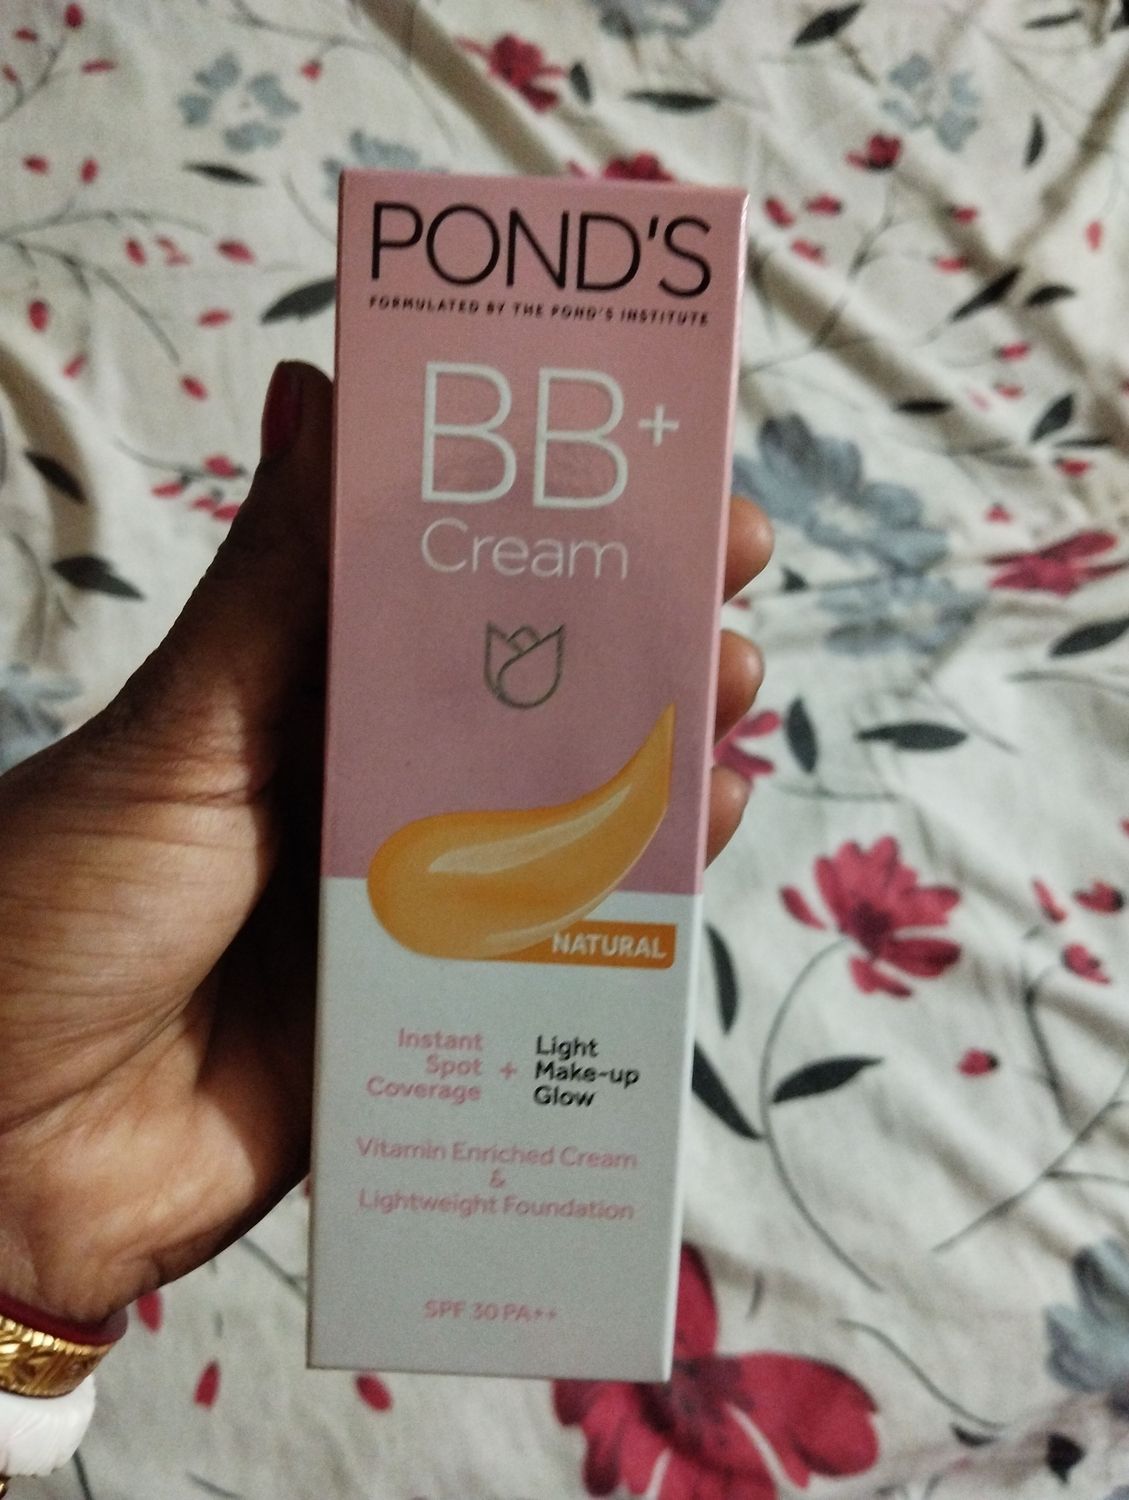 POND'S
FORMULATED BY THE POND'S INSTITUTE
BB+
Cream
NATURAL
Instant
Spot
Coverage
+
Light
Make-up
Glow
Vitamin Enriched Cream
&
Lightweight Foundation
SPF 30 PA++